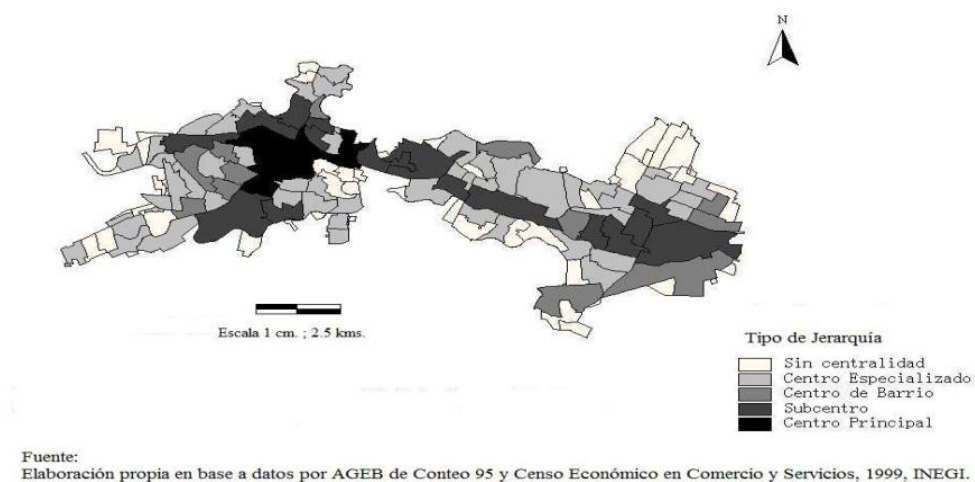 N
Escala 1 cm. ; 2.5 kms.
Tipo de Jerarquía
Sin centralidad
Centro Especializado
Centro de Barrio
Subcentro
Centro Principal
Fuente:
Elaboración propia en base a datos por AGEB de Conteo 95 y Censo Económico en Comercio y Servicios, 1999, INEGI.